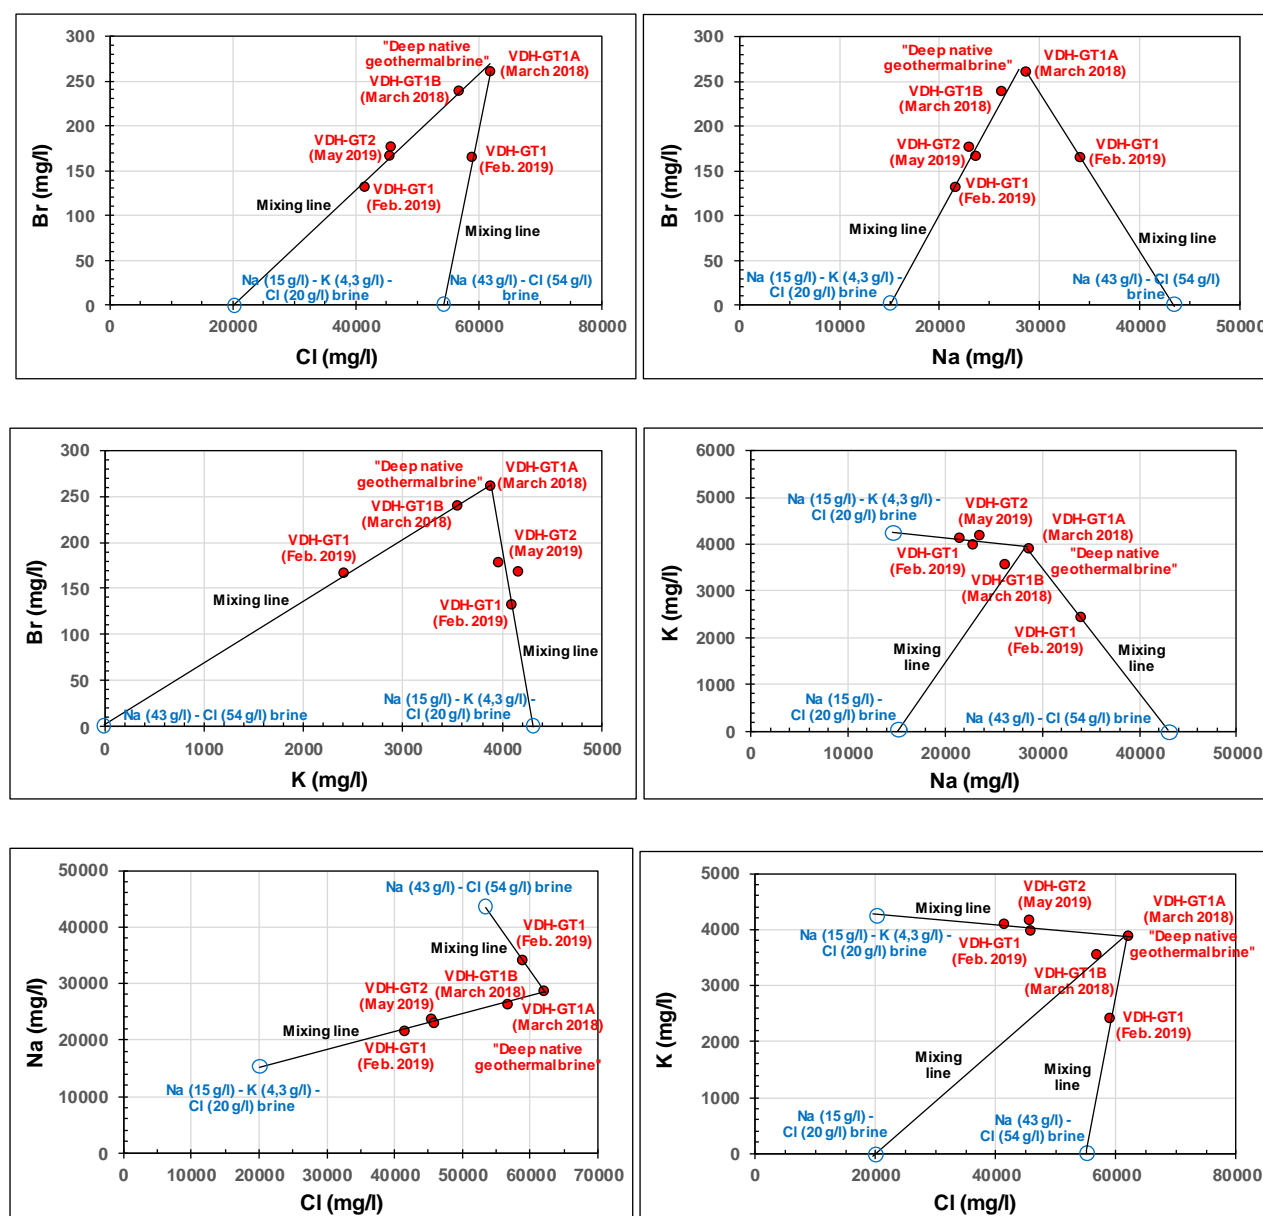 300
250
200
150
100
50
0
Br (mg/l)
"Deep native
geothermalbrine"
VDH-GT1A
(March 2018)
VDH-GT1B
(March 2018)
VDH-GT2
(May 2019)
VDH-GT1
(Feb. 2019)
VDH-GT1
(Feb. 2019)
Mixing line
Mixing line
Na (15 g/l) - K (4,3 g/l) -
Cl (20 g/l) brine
Na (43 g/l) - Cl (54 g/l)
brine
0 20000 40000 60000 80000
Cl (mg/l)
300
250
200
150
100
50
0
Br (mg/l)
"Deep native
geothermalbrine"
VDH-GT1A
(March 2018)
VDH-GT1B
(March 2018)
VDH-GT2
(May 2019)
VDH-GT1
(Feb. 2019)
VDH-GT1
(Feb. 2019)
Mixing line
Mixing line
Na (15 g/l) - K (4,3 g/l) -
Cl (20 g/l) brine
Na (43 g/l) - Cl (54 g/l)
brine
0 10000 20000 30000 40000 50000
Na (mg/l)
300
250
200
150
100
50
0
Br (mg/l)
"Deep native
geothermalbrine"
VDH-GT1A
(March 2018)
VDH-GT1B
(March 2018)
VDH-GT1
(Feb. 2019)
VDH-GT2
(May 2019)
VDH-GT1
(Feb. 2019)
Mixing line
Mixing line
Na (43 g/l) - Cl (54 g/l) brine
Na (15 g/l) - K (4,3 g/l) -
Cl (20 g/l) brine
0 1000 2000 3000 4000 5000
K (mg/l)
6000
5000
4000
3000
2000
1000
0
K (mg/l)
Na (15 g/l) - K (4,3 g/l) -
Cl (20 g/l) brine
VDH-GT2
(May 2019)
VDH-GT1A
(March 2018)
"Deep native
geothermalbrine"
VDH-GT1
(Feb. 2019)
VDH-GT1B
(March 2018)
VDH-GT1
(Feb. 2019)
Mixing
line
Mixing
line
Na (15 g/l) -
Cl (20 g/l) brine
Na (43 g/l) - Cl (54 g/l) brine
0 10000 20000 30000 40000 50000
Na (mg/l)
50000
40000
30000
20000
10000
0
Na (mg/l)
Na (43 g/l) - Cl (54 g/l) brine
VDH-GT1
(Feb. 2019)
Mixing line
VDH-GT1B
(March 2018)
VDH-GT2
(May 2019)
VDH-GT1A
(March 2018)
Mixing line
VDH-GT1
(Feb. 2019)
"Deep native
geothermalbrine"
Na (15 g/l) - K (4,3 g/l) -
Cl (20 g/l) brine
0 10000 20000 30000 40000 50000 60000 70000
Cl (mg/l)
5000
4000
3000
2000
1000
0
K (mg/l)
VDH-GT2
(May 2019)
VDH-GT1A
(March 2018)
Mixing line
Na (15 g/l) - K (4,3 g/l) -
Cl (20 g/l) brine
VDH-GT1
(Feb. 2019)
"Deep native
geothermalbrine"
VDH-GT1B
(March 2018)
VDH-GT1
(Feb. 2019)
Mixing
line
Mixing
line
Na (15 g/l) -
Cl (20 g/l) brine
Na (43 g/l) -
Cl (54 g/l) brine
0 20000 40000 60000 80000
Cl (mg/l)